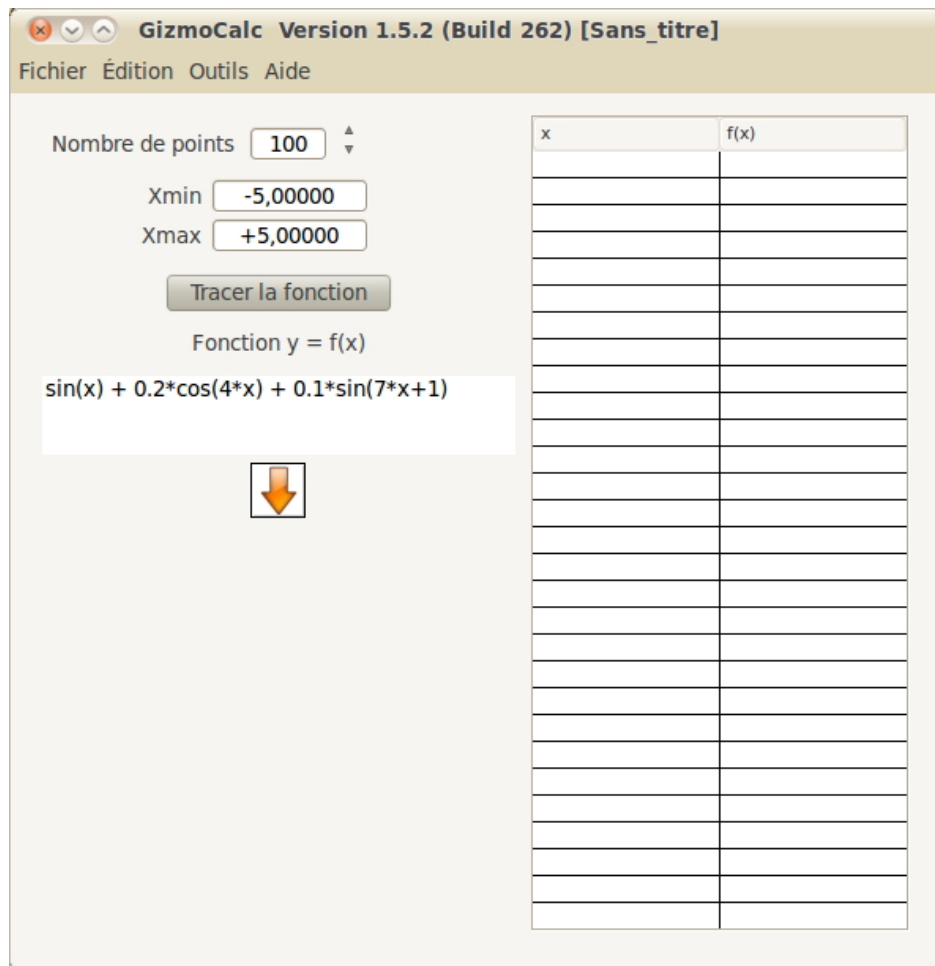 GizmoCalc Version 1.5.2 (Build 262) [Sans_titre]
Fichier Édition Outils Aide
Nombre de points 100
Xmin -5,00000
Xmax +5,00000
Tracer la fonction
Fonction y = f(x)
sin(x) + 0.2*cos(4*x) + 0.1*sin(7*x+1)
x f(x)